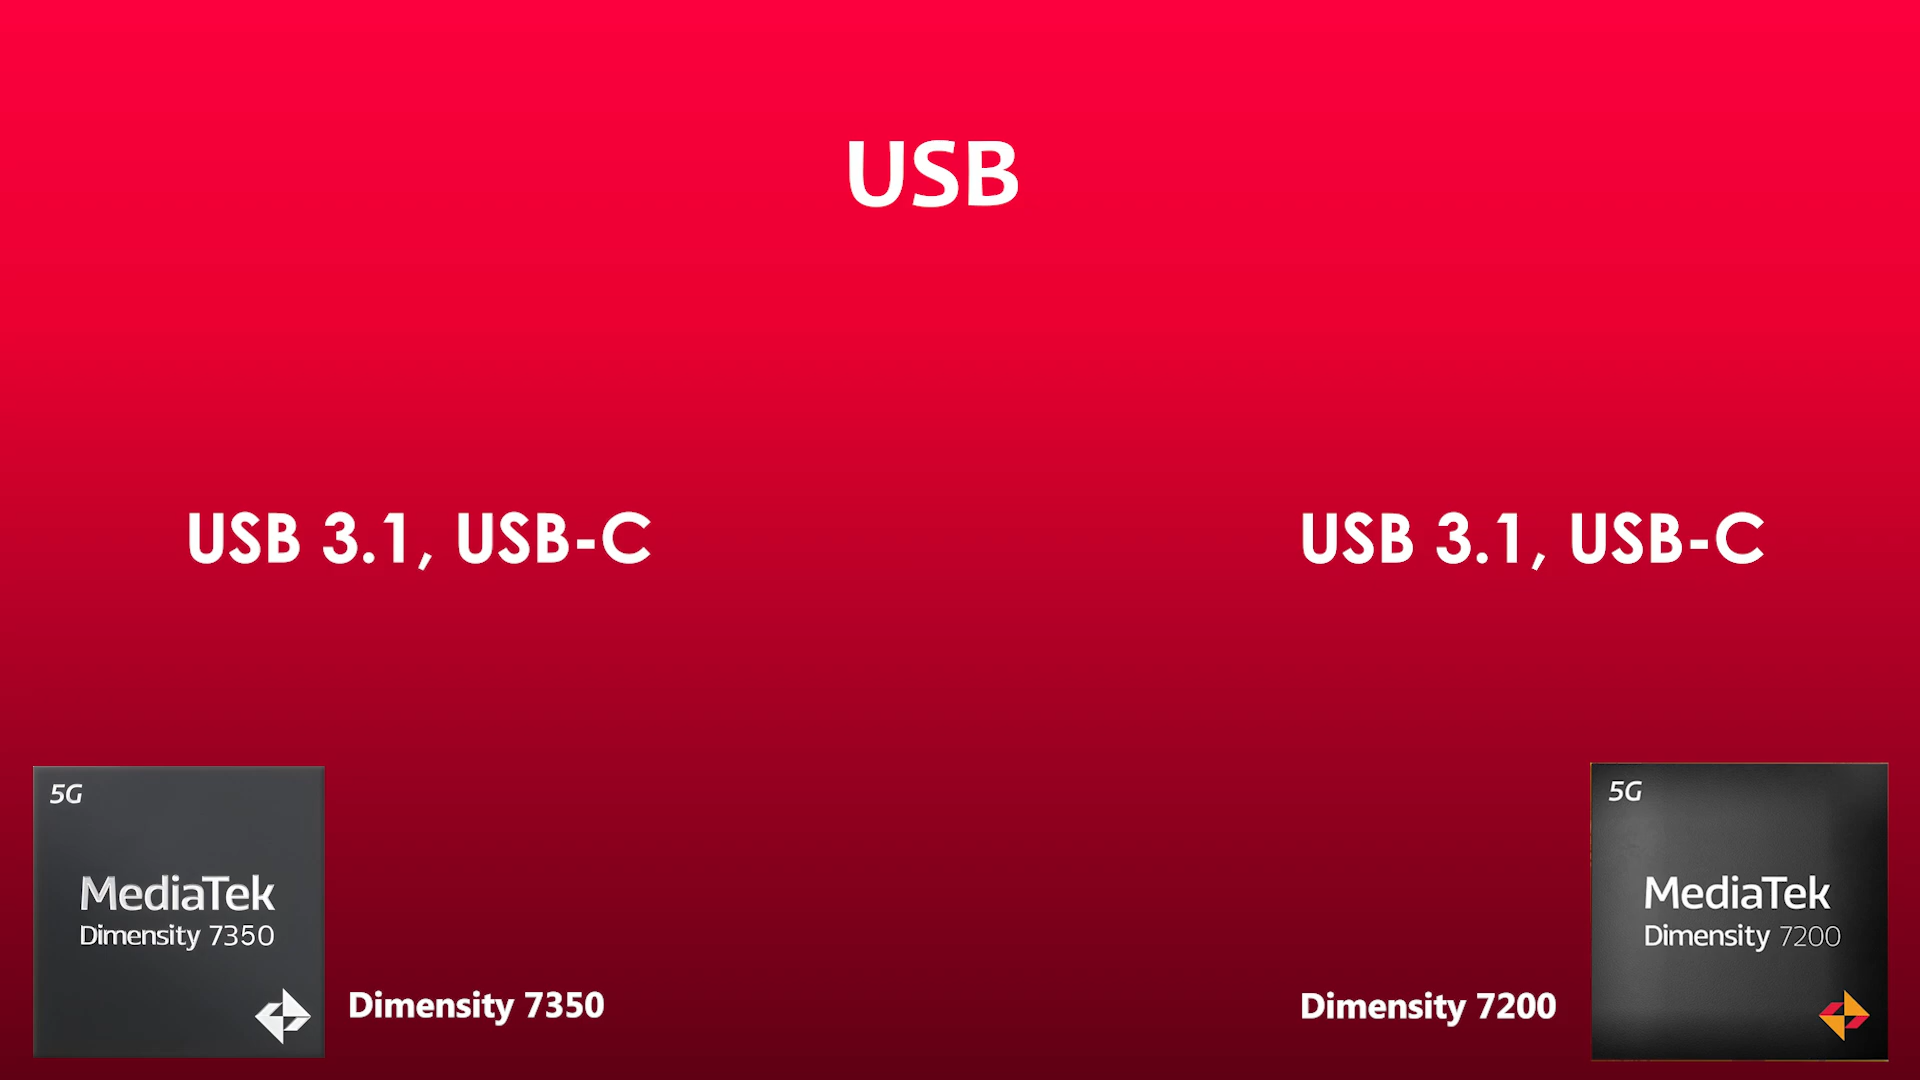 USB
USB 3.1, USB-C
USB 3.1, USB-C
5G
MediaTek
Dimensity 7350
Dimensity 7350
Dimensity 7200
5G
MediaTek
Dimensity 7200